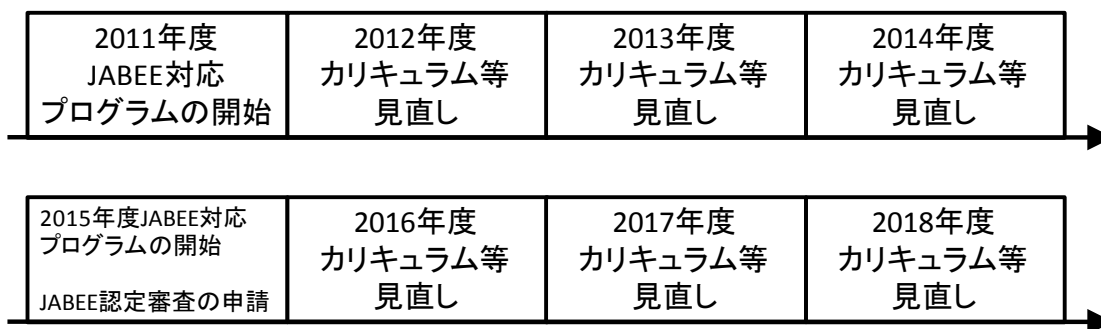 2011年度
JABEE対応
プログラムの開始
2012年度
カリキュラム等
見直し
2013年度
カリキュラム等
見直し
2014年度
カリキュラム等
見直し
2015年度JABEE対応
プログラムの開始
JABEE認定審査の申請
2016年度
カリキュラム等
見直し
2017年度
カリキュラム等
見直し
2018年度
カリキュラム等
見直し